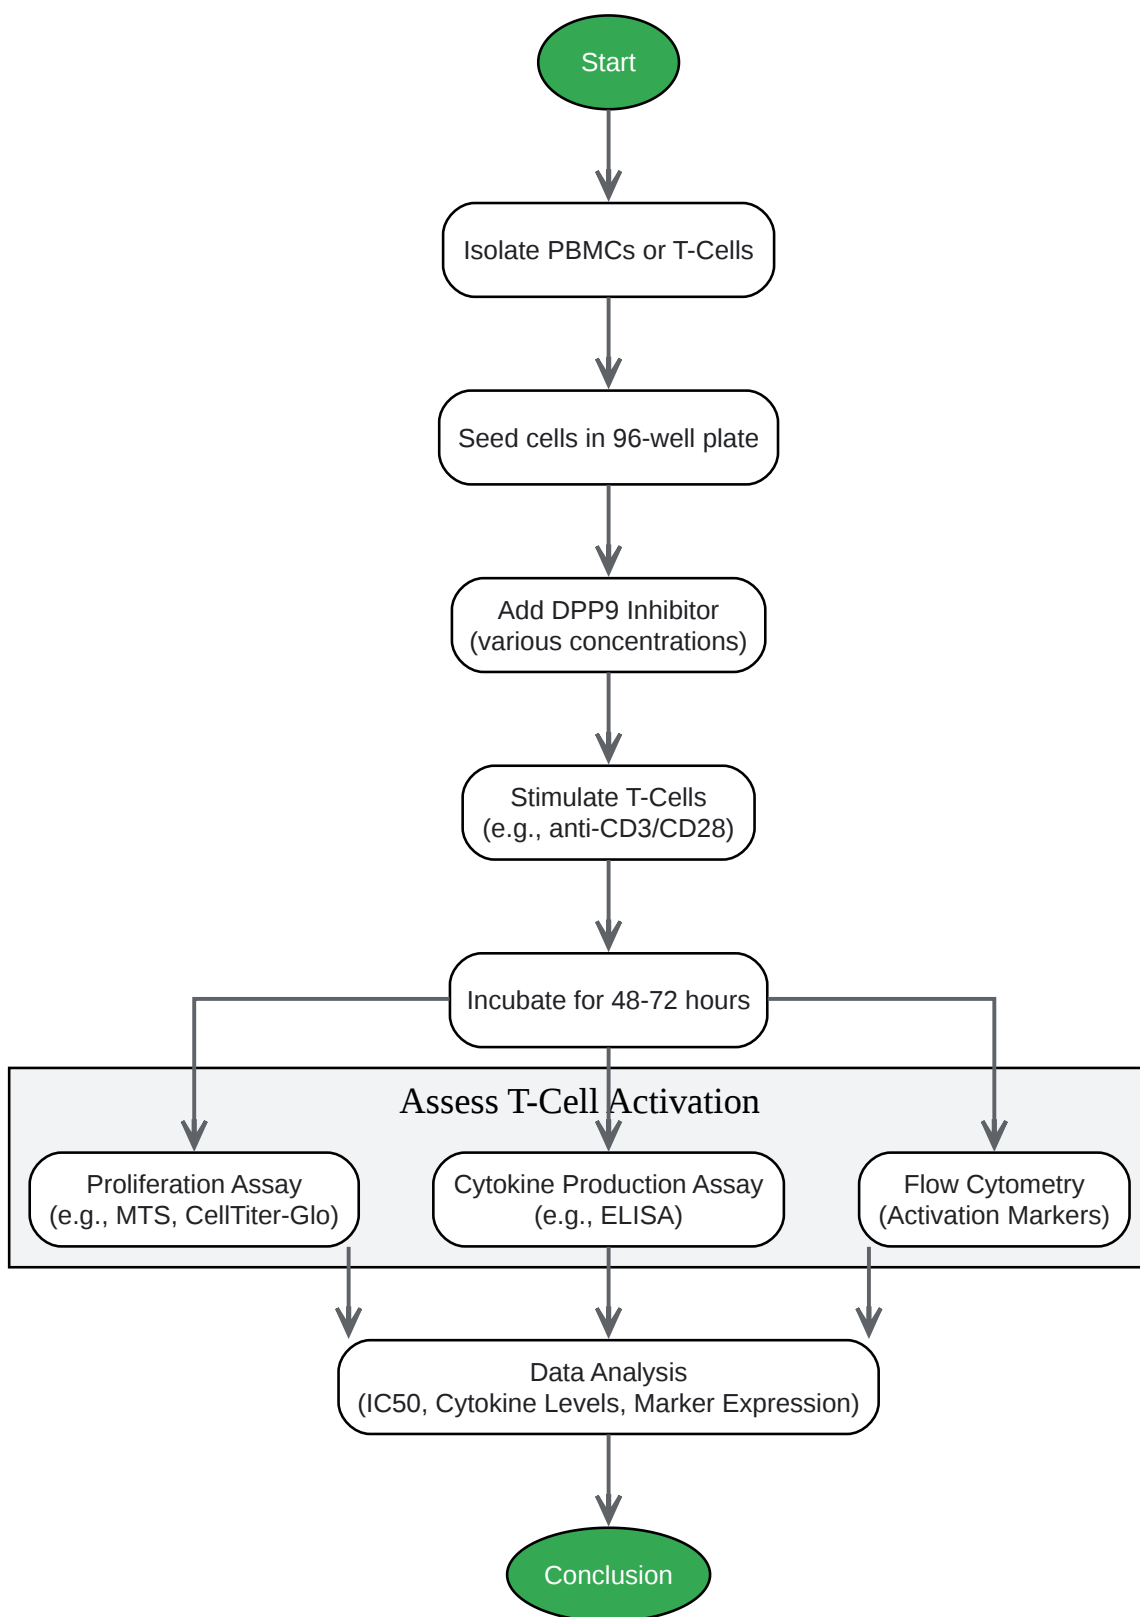 Start
Isolate PBMCs or T-Cells
Seed cells in 96-well plate
Add DPP9 Inhibitor
(various concentrations)
Stimulate T-Cells
(e.g., anti-CD3/CD28)
Incubate for 48-72 hours
Assess T-Cell Activation
Proliferation Assay
(e.g., MTS, CellTiter-Glo)
Cytokine Production Assay
(e.g., ELISA)
Flow Cytometry
(Activation Markers)
Data Analysis
(IC50, Cytokine Levels, Marker Expression)
Conclusion